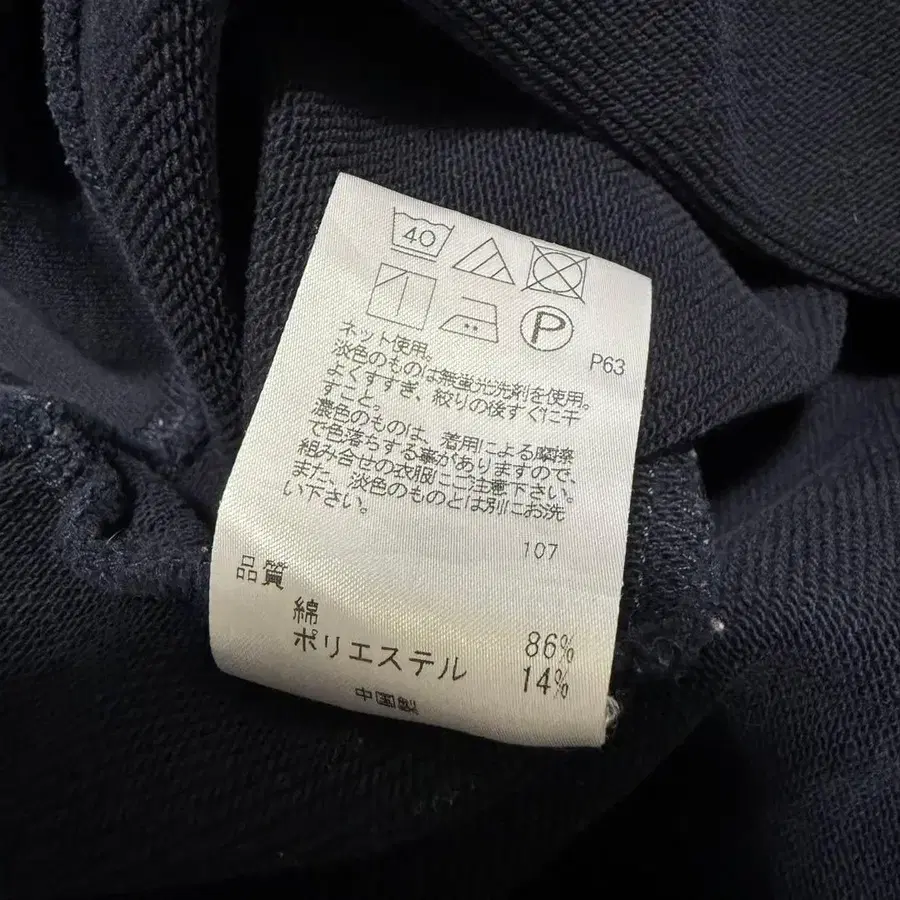 40
P
P63
ネット使用。
淡色のものは無蛍光洗剤を使用。
よくすすぎ、絞りの後すぐに干
すこと。
濃色のものは、着用による摩擦
で色落ちする事がありますので、
組み合せの衣服にご注意下さい。
また、淡色のものとは別にお洗
い下さい。
107
品質
綿 86%
ポリエステル 14%
中国製